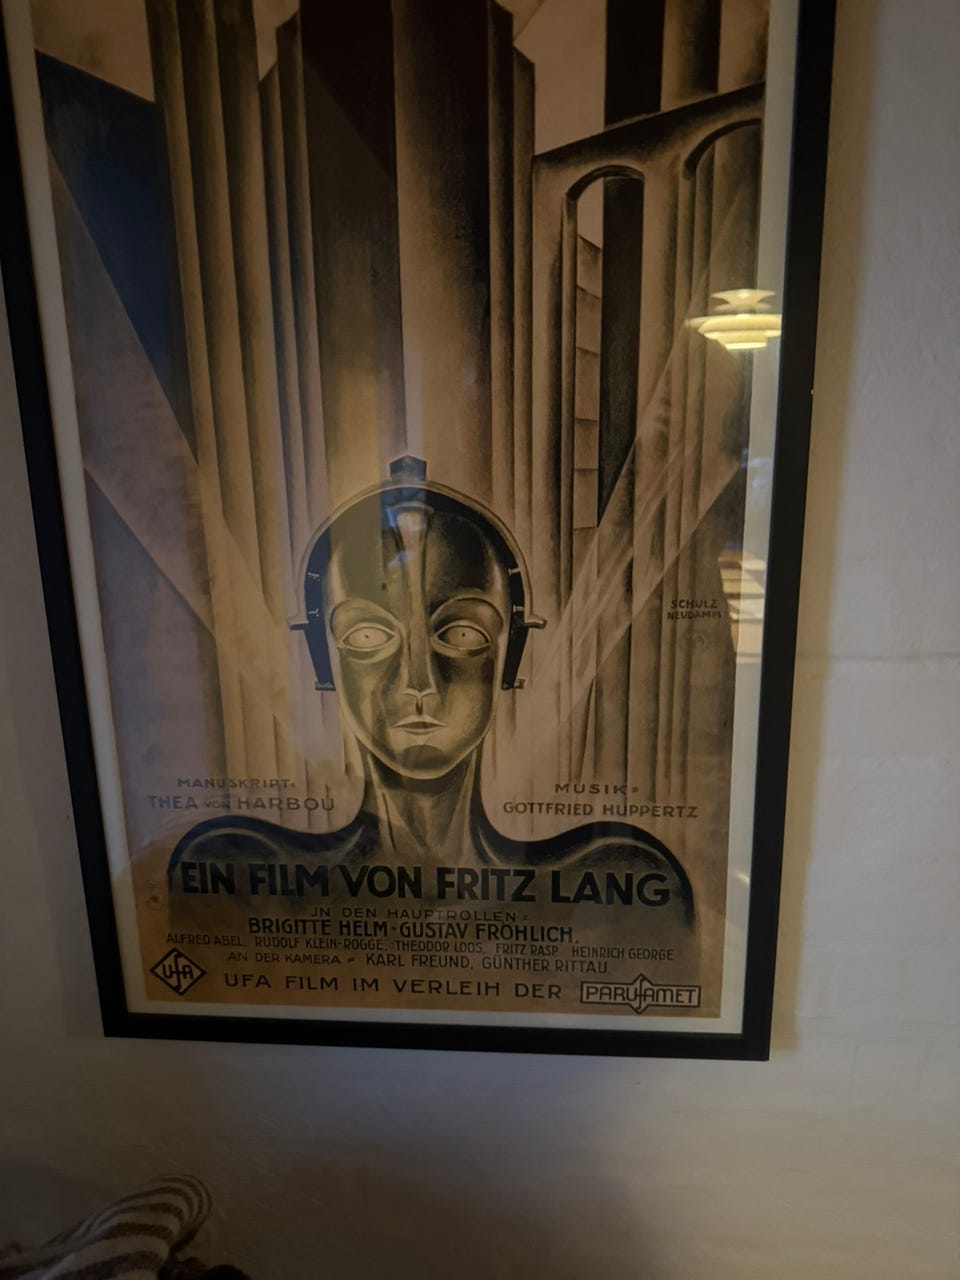 SCHULZ
NEUDAMM
MANUSKRIPT=
THEA VON HARBOU
MUSIK=
GOTTFRIED HUPPERTZ
EIN FILM VON FRITZ LANG
JN DEN HAUPTROLLEN=
BRIGITTE HELM-GUSTAV FRÖHLICH,
ALFRED ABEL, RUDOLF KLEIN-ROGGE, THEODOR LOOS, FRITZ RASP HEINRICH GEORGE
AN DER KAMERA = KARL FREUND, GÜNTHER RITTAU
UFA
UFA FILM IM VERLEIH DER PARUFAMET